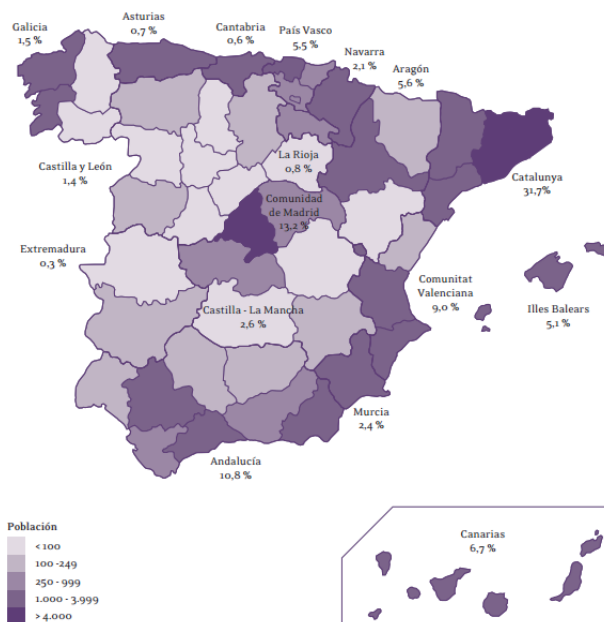 Galicia
1,5 %
Asturias
0,7 %
Cantabria
0,6 %
País Vasco
5,5 %
Navarra
2,1 %
Aragón
5,6 %
La Rioja
0,8 %
Castilla y León
1,4 %
Catalunya
31,7%
Comunidad
de Madrid
13,2 %
Extremadura
0,3 %
Castilla - La Mancha
2,6 %
Comunitat
Valenciana
9,0 %
Illes Balears
5,1 %
Murcia
2,4 %
Andalucía
10,8 %
Canarias
6,7 %
Población
< 100
100 -249
250 - 999
1.000 - 3.999
> 4.000